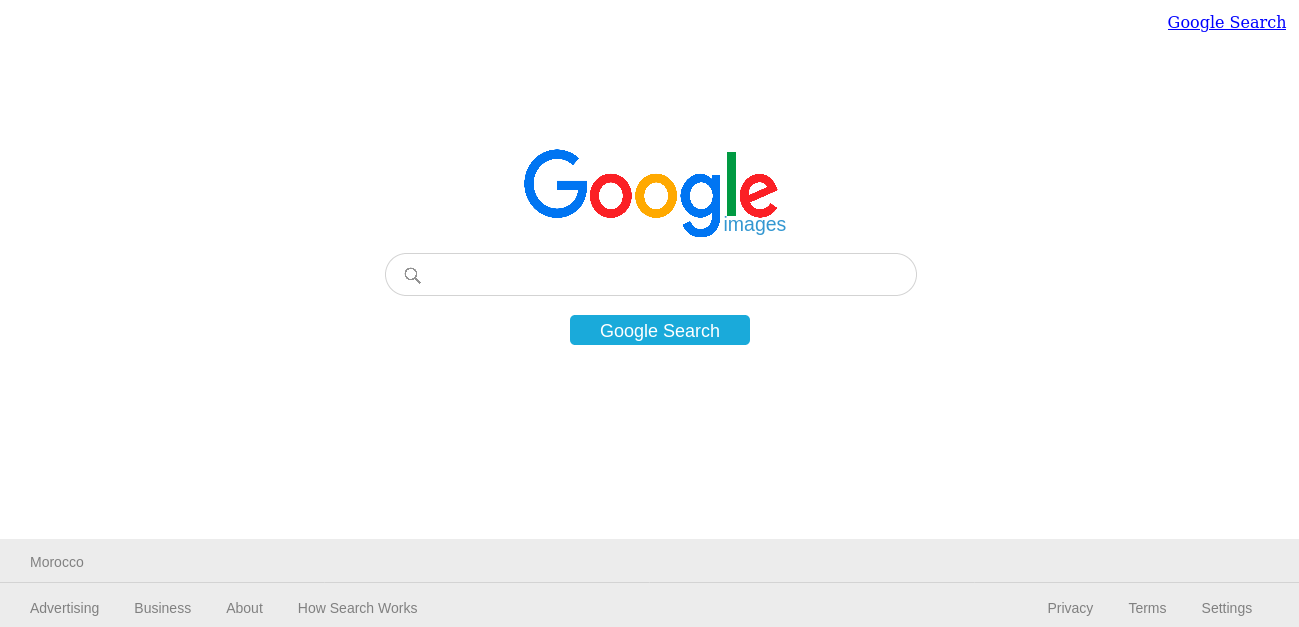 Google Search
Google
images
Google Search
Morocco
Advertising Business About How Search Works Privacy Terms Settings